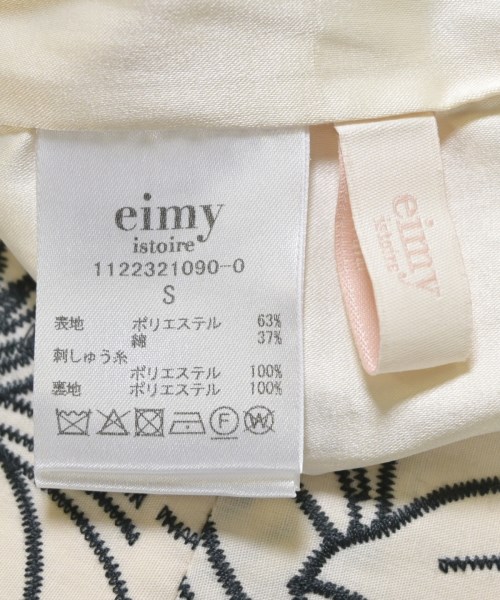 eimy
istoire
1122321090-0
S
表地 ポリエステル 63%
綿 37%
刺しゅう糸
ポリエステル 100%
裏地 ポリエステル 100%
F W
eimy
istoire